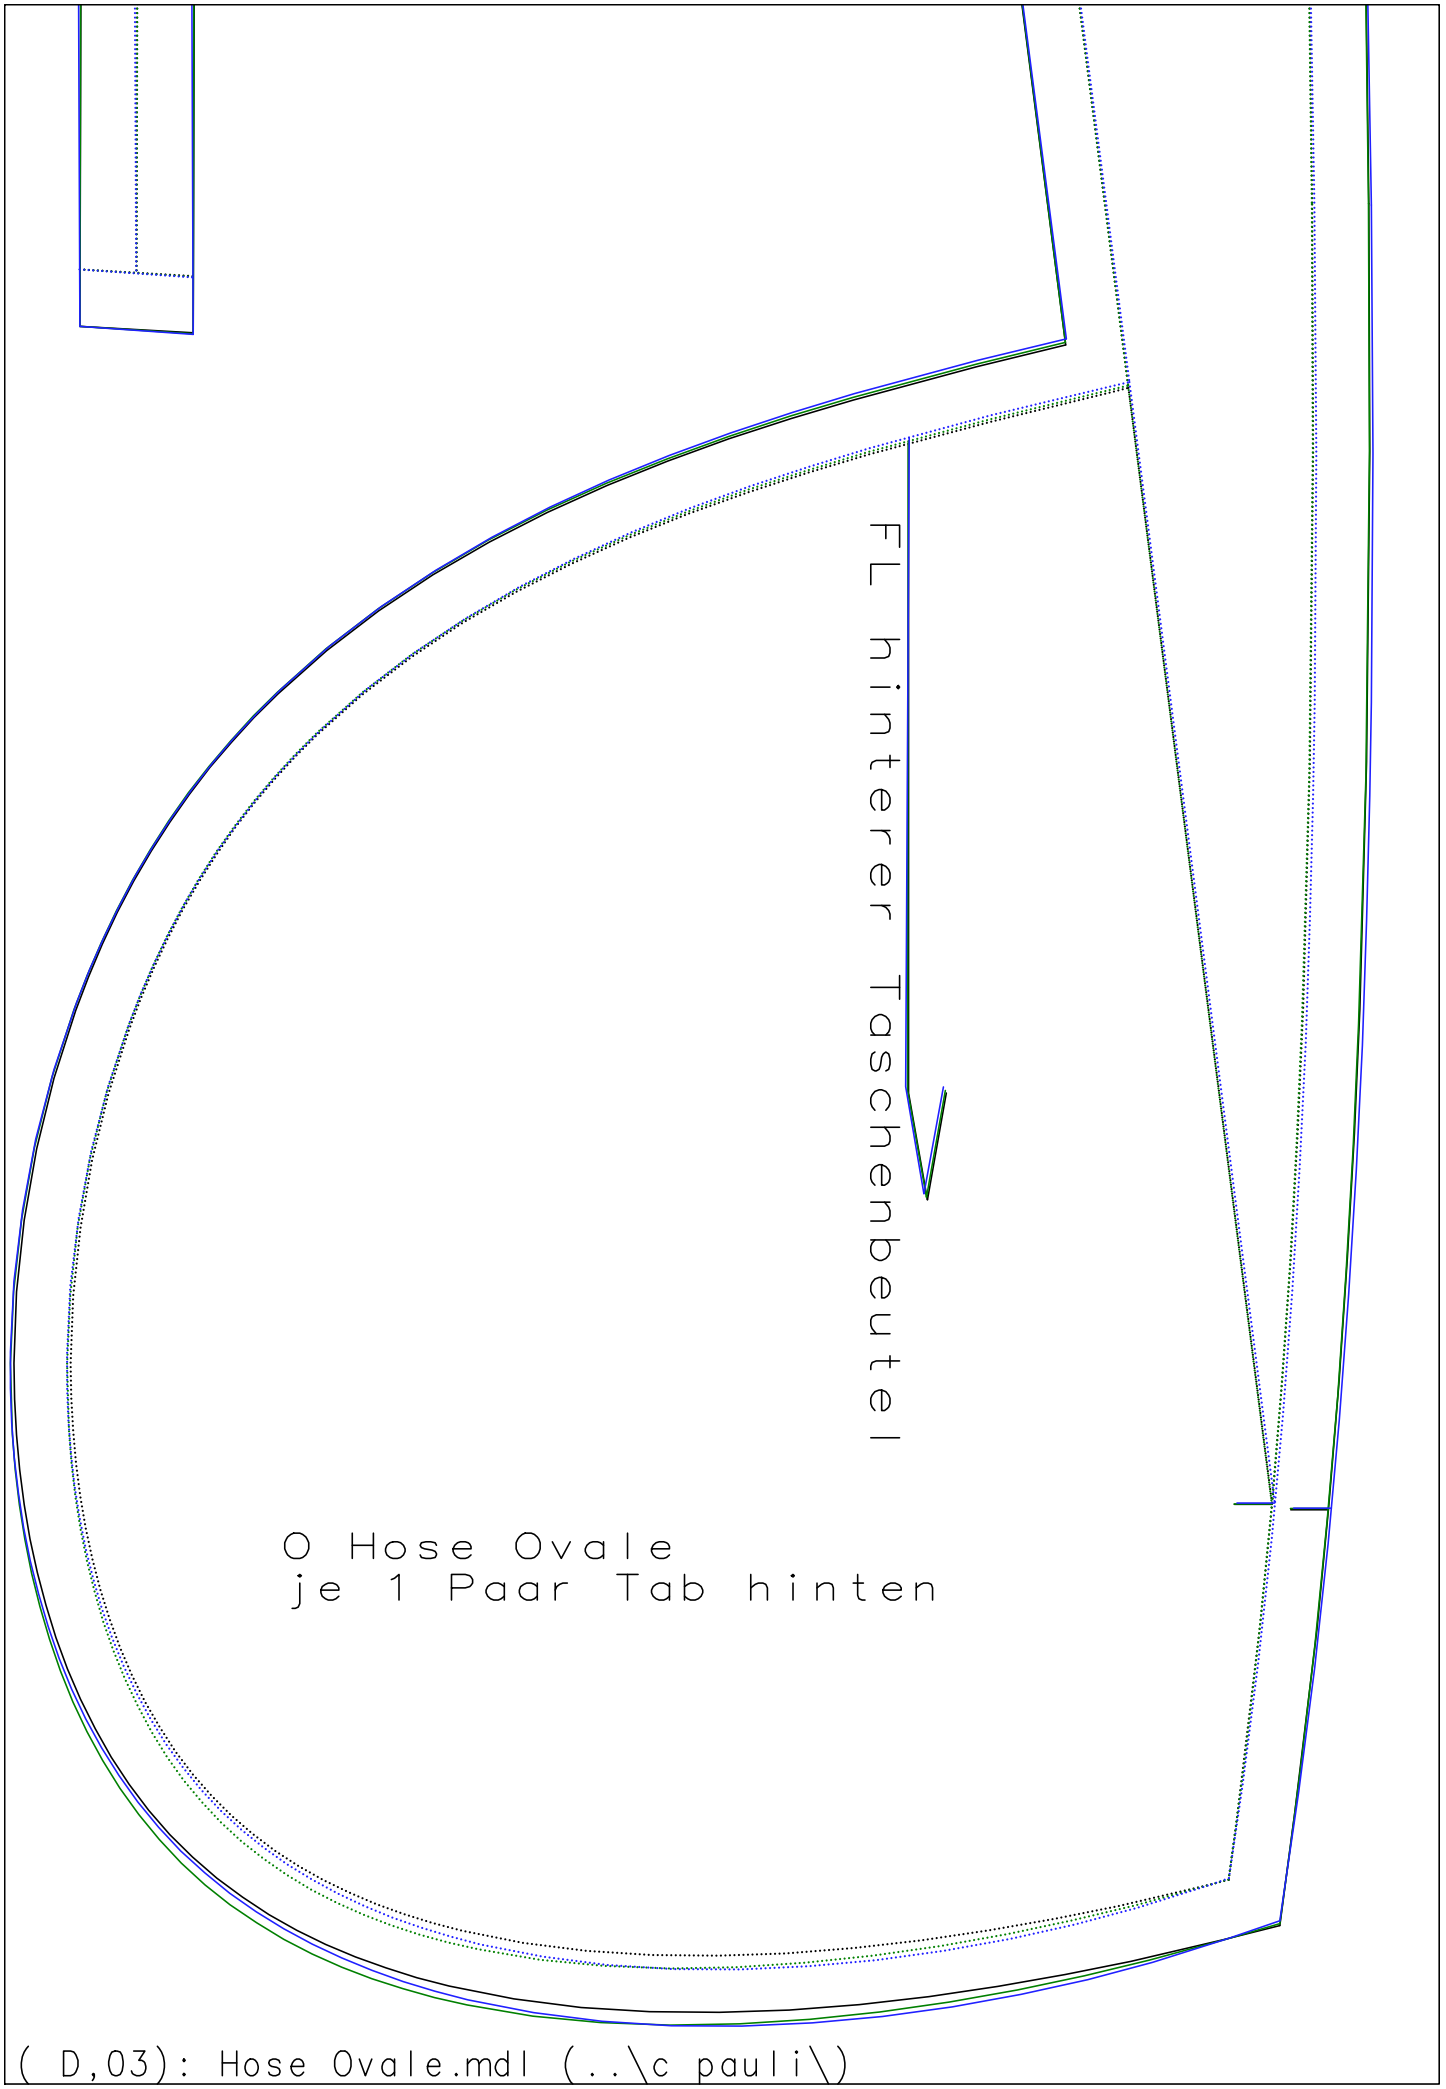 FL hinterer Taschenbeutel
O Hose Ovale
je 1 Paar Tab hinten
( D,03): Hose Ovale.mdl (..\c pauli\)